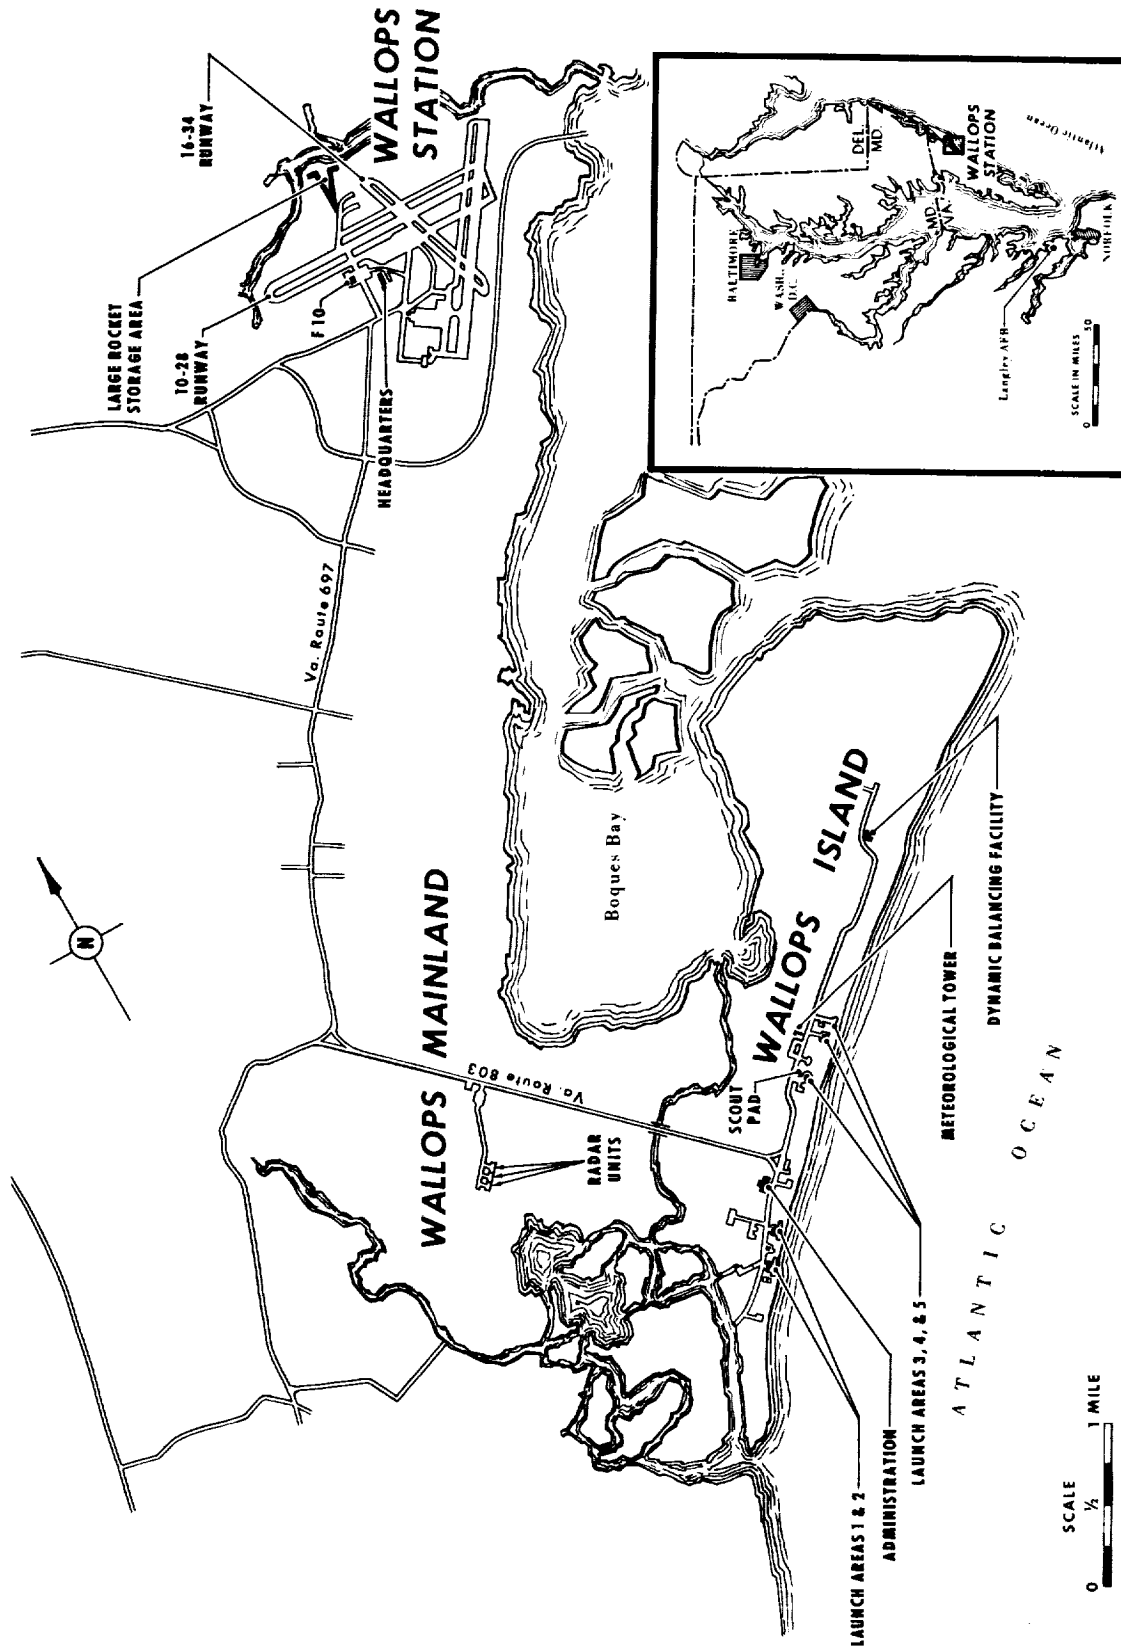 16-34
RUNWAY
LARGE ROCKET
STORAGE AREA
10-28
RUNWAY
WALLOPS
STATION
F10
HEADQUARTERS
Va. Route 697
N
WALLOPS MAINLAND
Va. Route 803
RADAR
UNITS
Boques Bay
SCOUT
PAD
WALLOPS ISLAND
METEOROLOGICAL TOWER
DYNAMIC BALANCING FACILITY
LAUNCH AREAS 1 & 2
ADMINISTRATION
LAUNCH AREAS 3, 4, & 5
ATLANTIC OCEAN
SCALE
0 ½ 1 MILE
BALTIMORE
WASH.,
D.C.
DEL.
MD.
MD.
VA.
WALLOPS
STATION
Atlantic Ocean
Langley AFB
NORFOLK
SCALE IN MILES
0 50